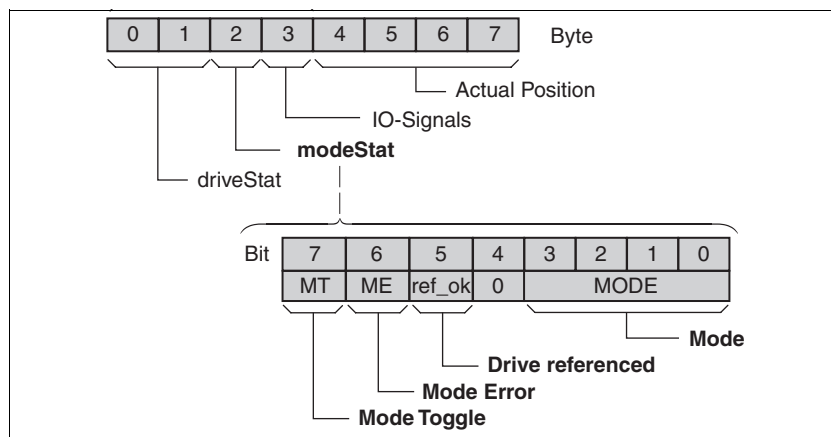 0 1 2 3 4 5 6 7 Byte
Actual Position
IO-Signals
modeStat
driveStat
Bit 7 6 5 4 3 2 1 0
MT ME ref_ok 0 MODE
Mode
Drive referenced
Mode Error
Mode Toggle